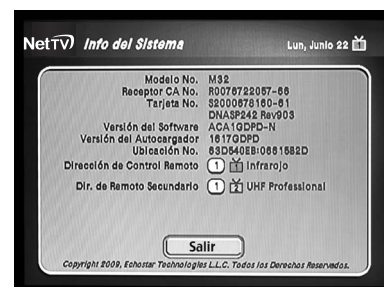 NetTV Info del Sistema Lun, Junio 22 1
Modelo No. M32
Receptor CA No. R0076722057-66
Tarjeta No. S2000678160-61
DNASP242 Rev903
Versión del Software ACA1GDPD-N
Versión del Autocargador 1617GDPD
Ubicación No.
Dirección de Control Remoto 1 1 Infrarojo
Dir. de Remoto Secundario 1 UHF Professional
Salir
Copyright 2009, Echostar Technologies L.L.C. Todos los Derechos Reservados.